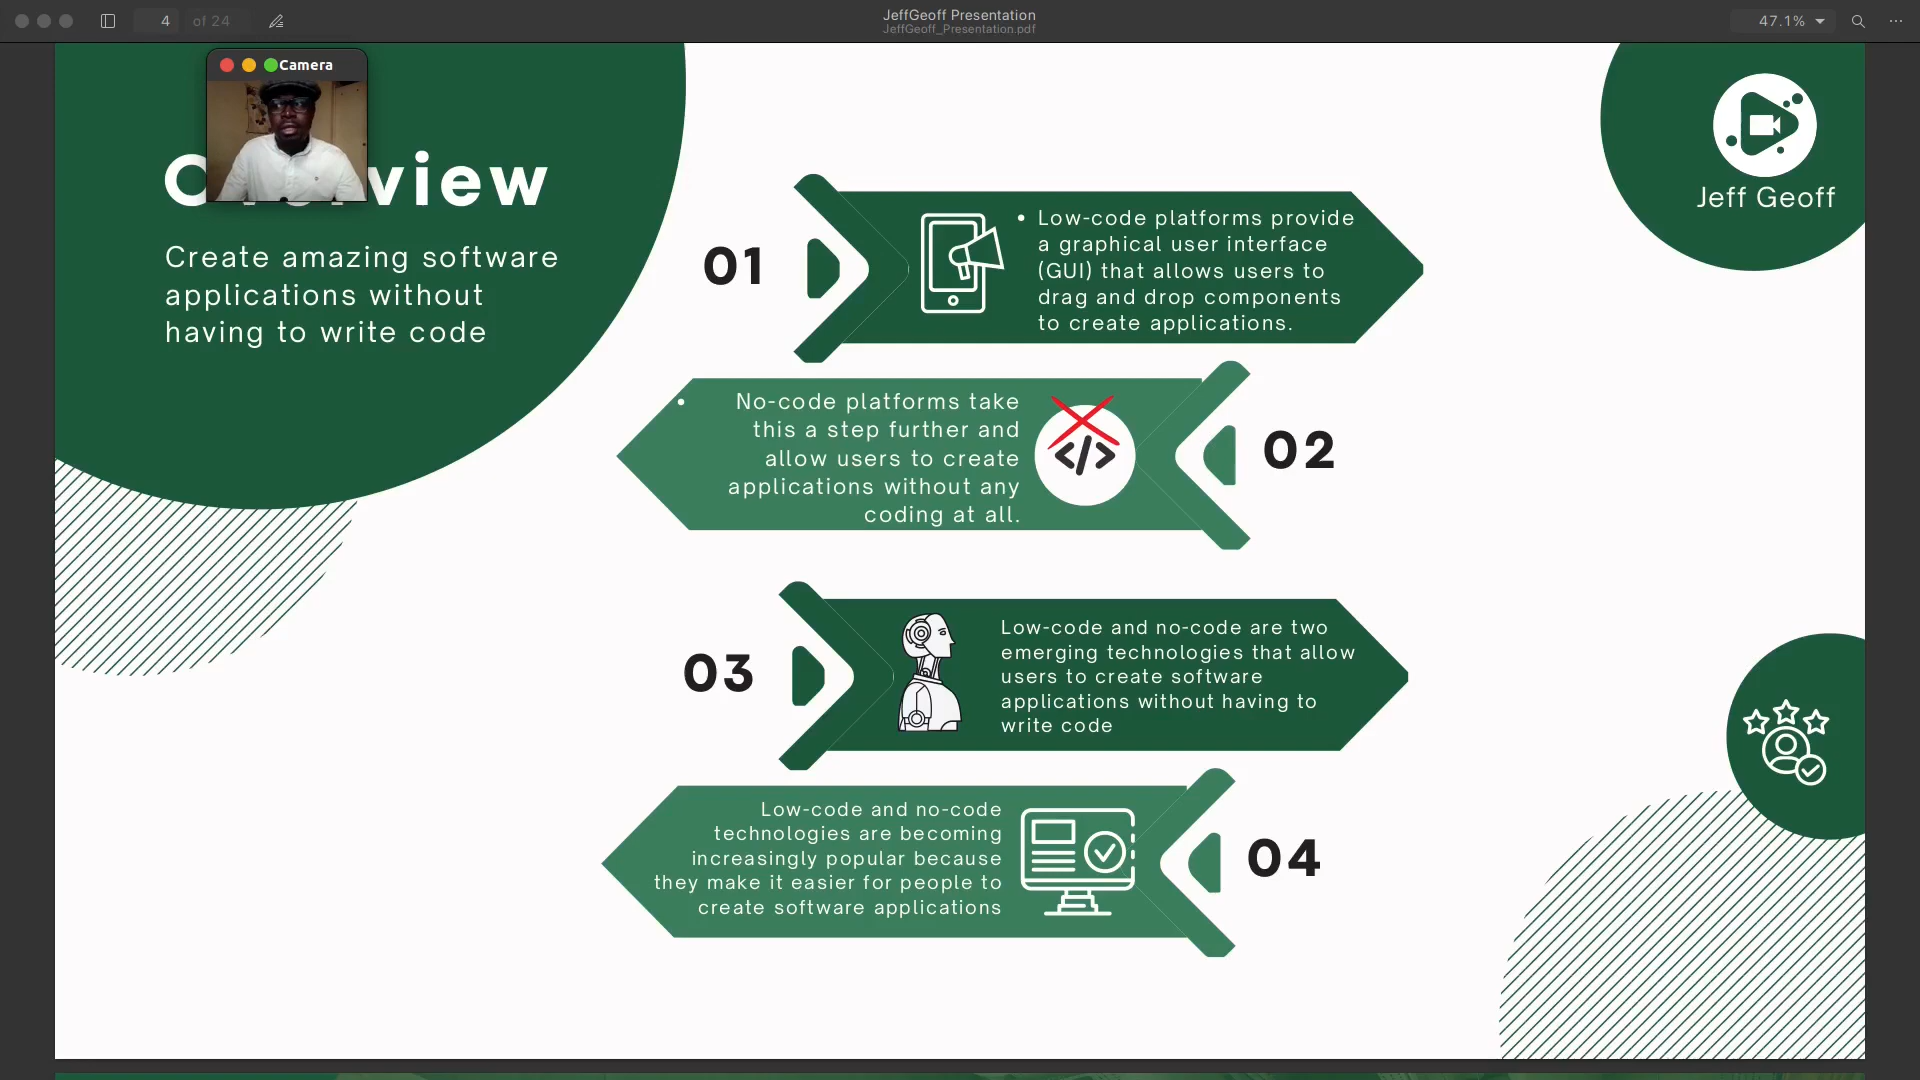 4 of 24
JeffGeoff Presentation
JeffGeoff_Presentation.pdf
47.1%
Camera
view
Create amazing software
applications without
having to write code
Jeff Geoff
01
• Low-code platforms provide
a graphical user interface
(GUI) that allows users to
drag and drop components
to create applications.
• No-code platforms take
this a step further and
allow users to create
applications without any
coding at all.
</>
02
03
Low-code and no-code are two
emerging technologies that allow
users to create software
applications without having to
write code
Low-code and no-code
technologies are becoming
increasingly popular because
they make it easier for people to
create software applications
04